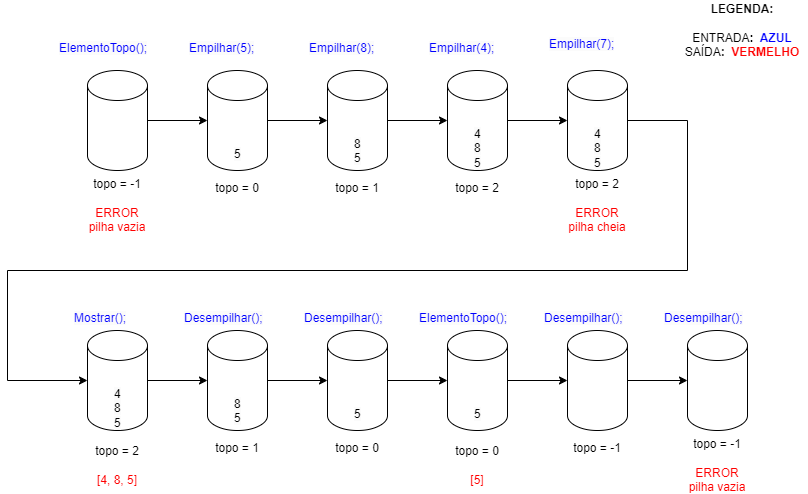 LEGENDA:
ENTRADA: AZUL
SAÍDA: VERMELHO
ElementoTopo();
Empilhar(5);
Empilhar(8);
Empilhar(4);
Empilhar(7);
5
8
5
4
8
5
4
8
5
topo = -1
topo = 0
topo = 1
topo = 2
topo = 2
ERROR
pilha vazia
ERROR
pilha cheia
Mostrar();
Desempilhar();
Desempilhar();
ElementoTopo();
Desempilhar();
Desempilhar();
4
8
5
8
5
5
5
topo = 2
topo = 1
topo = 0
topo = 0
topo = -1
topo = -1
[4, 8, 5]
[5]
ERROR
pilha vazia